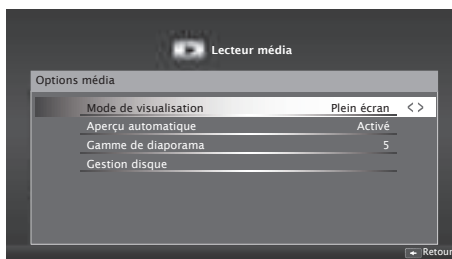 Lecteur média
Options média
Mode de visualisation Plein écran < >
Aperçu automatique Activé
Gamme de diaporama 5
Gestion disque
Retour